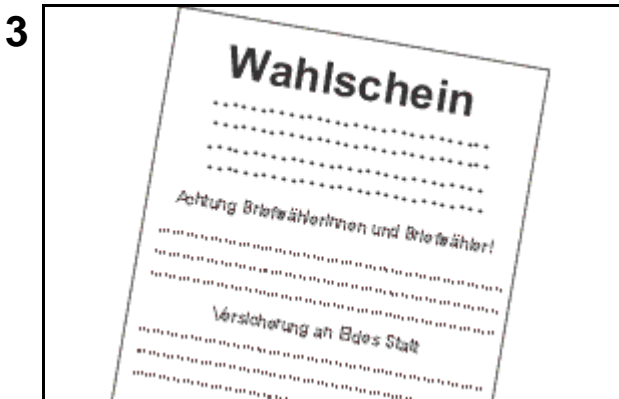 3
Wahlschein
Achtung Briefwählerinnen und Briefwähler!
Versicherung an Eides Statt